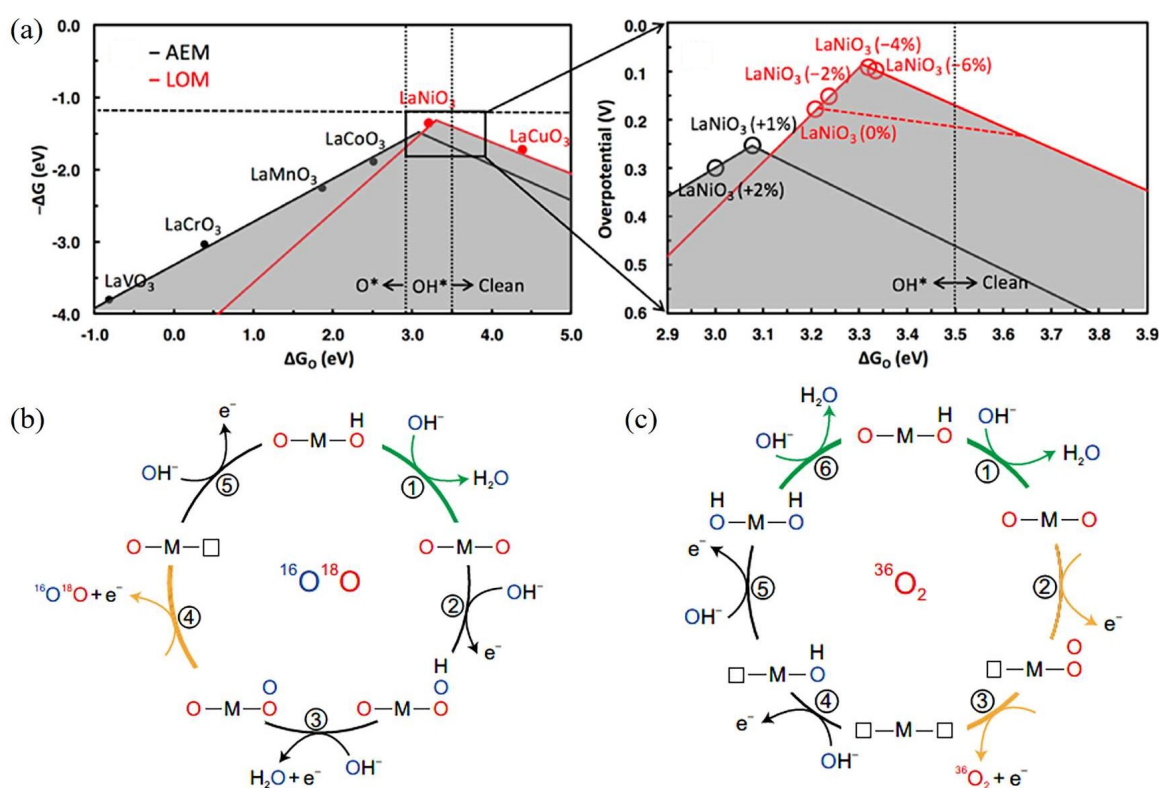 (a)
0.0
-1.0
-2.0
-3.0
-4.0
−ΔG (eV)
– AEM
– LOM
LaNiO₃
LaCuO₃
LaCoO₃
LaMnO₃
LaCrO₃
LaVO₃
O* OH* Clean
-1.0 0.0 1.0 2.0 3.0 4.0 5.0
ΔG_O (eV)
0.0
0.1
0.2
0.3
0.4
0.5
0.6
Overpotential (V)
LaNiO₃ (−4%)
LaNiO₃ (−6%)
LaNiO₃ (−2%)
LaNiO₃ (0%)
LaNiO₃ (+1%)
LaNiO₃ (+2%)
OH* Clean
2.9 3.0 3.1 3.2 3.3 3.4 3.5 3.6 3.7 3.8 3.9
ΔG_O (eV)
(b)
H
O–M–O
OH⁻
①
H₂O
O–M–O
②
OH⁻
e⁻
H
O
O–M–O
③
OH⁻
H₂O + e⁻
O
O–M–O
④
¹⁶O¹⁸O + e⁻
O–M–□
⑤
OH⁻
e⁻
¹⁶O¹⁸O
(c)
H
O–M–O
OH⁻
①
H₂O
O–M–O
②
e⁻
O
□–M–O
③
³⁶O₂ + e⁻
□–M–□
④
OH⁻
e⁻
H
□–M–O
⑤
OH⁻
e⁻
H H
O–M–O
⑥
OH⁻
H₂O
³⁶O₂